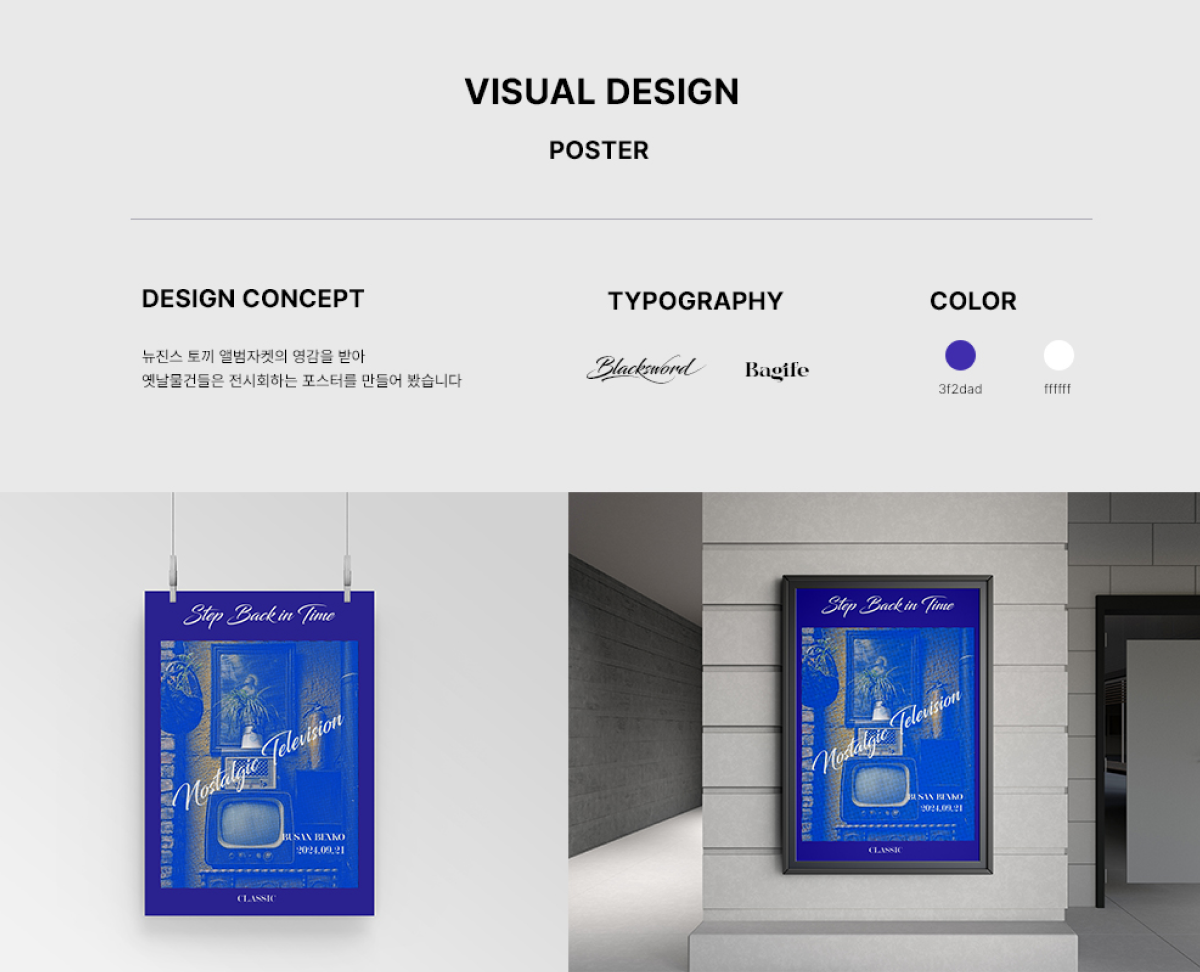 VISUAL DESIGN
POSTER
DESIGN CONCEPT
뉴진스 토끼 앨범자켓의 영감을 받아
옛날물건들은 전시회하는 포스터를 만들어 봤습니다
TYPOGRAPHY
Blacksword
Bagife
COLOR
3f2dad
ffffff
Step Back in Time
Nostalgic Television
BUSAN BEXKO
2024.09.21
CLASSIC
Step Back in Time
Nostalgic Television
BUSAN BEXKO
2024.09.21
CLASSIC